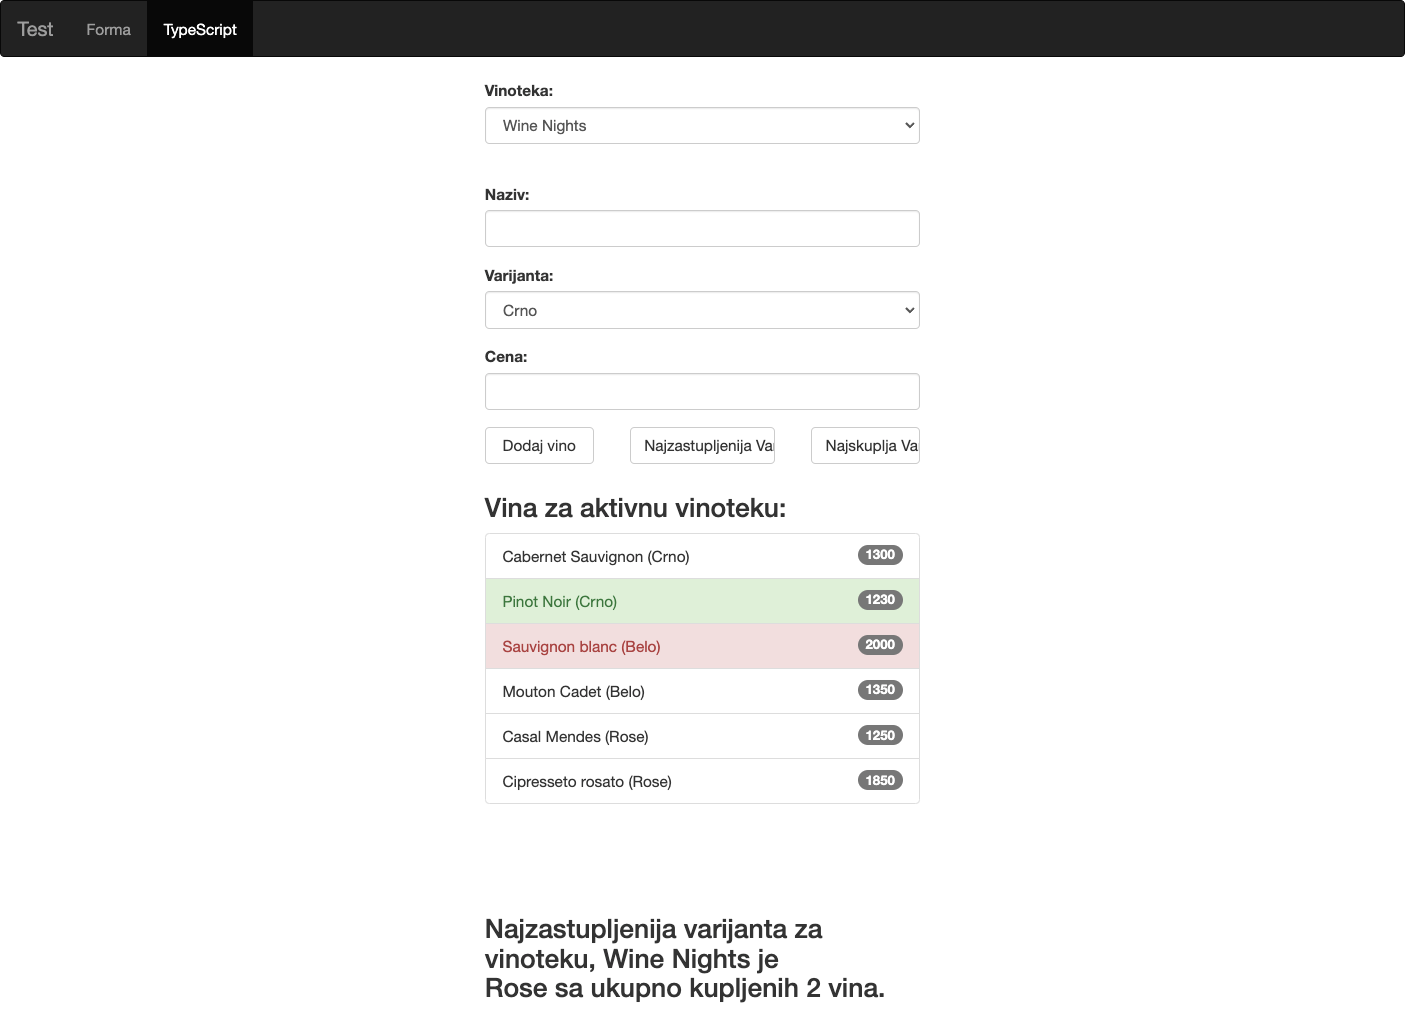 Test Forma TypeScript
Vinoteka:
Wine Nights
Naziv:
Varijanta:
Crno
Cena:
Dodaj vino Najzastupljenija Va Najskuplja Va
Vina za aktivnu vinoteku:
Cabernet Sauvignon (Crno) 1300
Pinot Noir (Crno) 1230
Sauvignon blanc (Belo) 2000
Mouton Cadet (Belo) 1350
Casal Mendes (Rose) 1250
Cipresseto rosato (Rose) 1850
Najzastupljenija varijanta za
vinoteku, Wine Nights je
Rose sa ukupno kupljenih 2 vina.